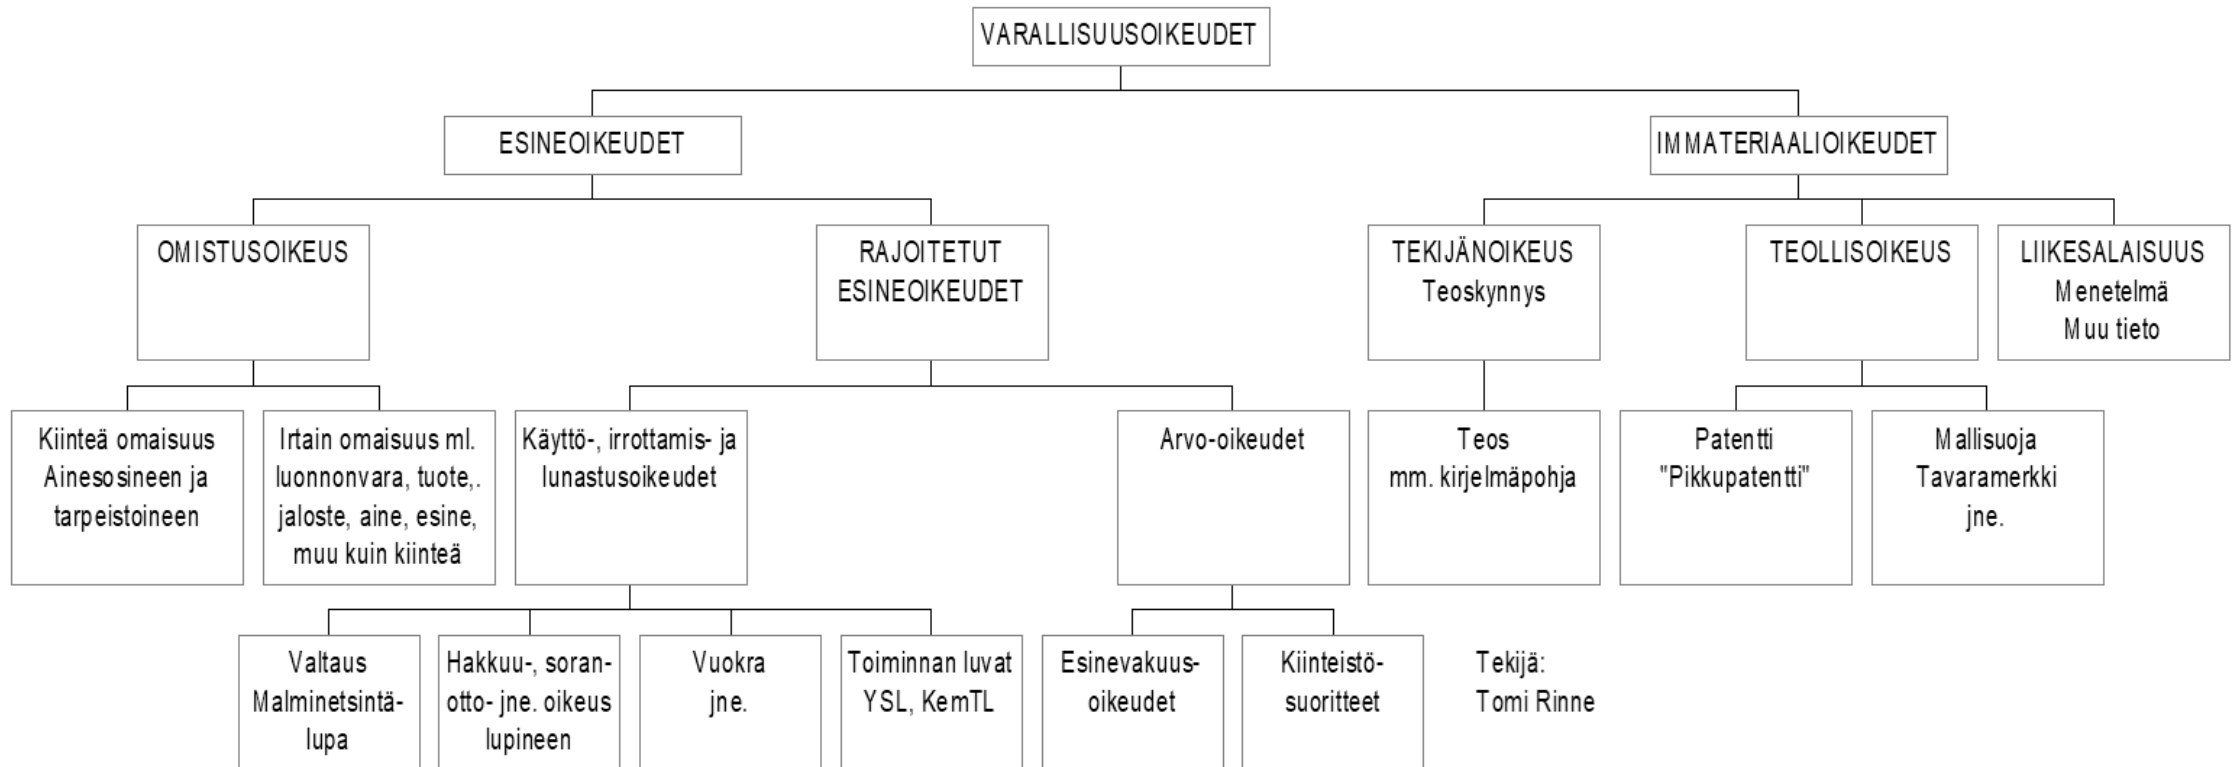 VARALLISUUSOIKEUDET
ESINEOIKEUDET
IMMATERIAALIOIKEUDET
OMISTUSOIKEUS
RAJOITETUT
ESINEOIKEUDET
TEKIJÄNOIKEUS
Teoskynnys
TEOLLISOIKEUS
LIIKESALAISUUS
Menetelmä
Muu tieto
Kiinteä omaisuus
Ainesosineen ja
tarpeistoineen
Irtain omaisuus ml.
luonnonvara, tuote,.
jaloste, aine, esine,
muu kuin kiinteä
Käyttö-, irrottamis- ja
lunastusoikeudet
Arvo-oikeudet
Teos
mm. kirjelmäpohja
Patentti
"Pikkupatentti"
Mallisuoja
Tavaramerkki
jne.
Valtaus
Malminetsintä-
lupa
Hakkuu-, soran-
otto- jne. oikeus
lupineen
Vuokra
jne.
Toiminnan luvat
YSL, KemTL
Esinevakuus-
oikeudet
Kiinteistö-
suoritteet
Tekijä:
Tomi Rinne